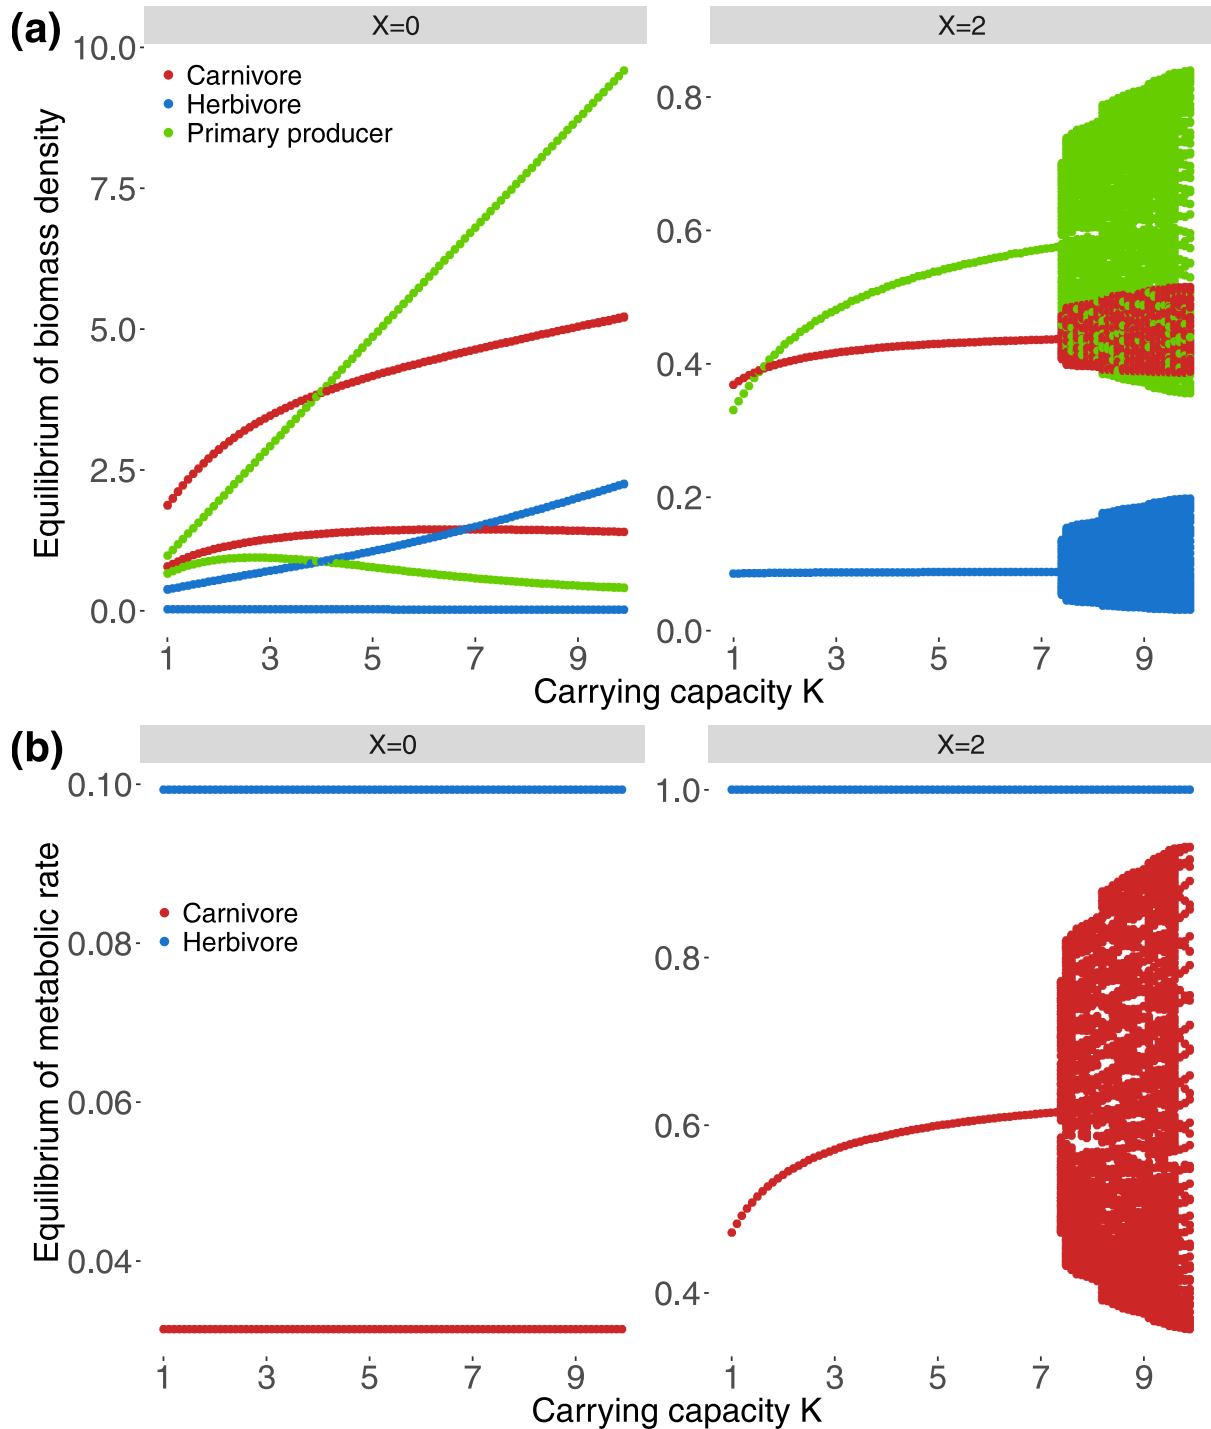 (a)
X=0
X=2
10.0
7.5
5.0
2.5
0.0
Equilibrium of biomass density
Carnivore
Herbivore
Primary producer
0.8
0.6
0.4
0.2
0.0
1 3 5 7 9
1 3 5 7 9
Carrying capacity K
(b)
X=0
X=2
0.10
0.08
0.06
0.04
Equilibrium of metabolic rate
Carnivore
Herbivore
1.0
0.8
0.6
0.4
1 3 5 7 9
1 3 5 7 9
Carrying capacity K